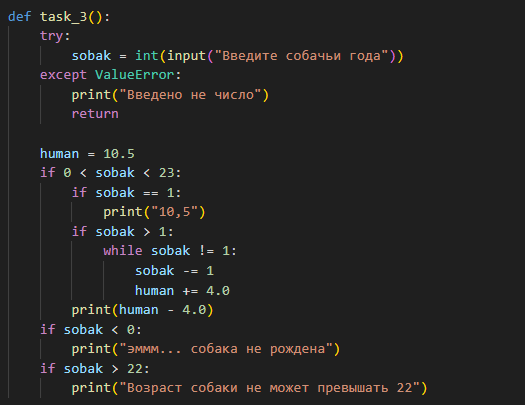 def task_3():
    try:
        sobak = int(input("Введите собачьи года"))
    except ValueError:
        print("Введено не число")
        return

    human = 10.5
    if 0 < sobak < 23:
        if sobak == 1:
            print("10,5")
        if sobak > 1:
            while sobak != 1:
                sobak -= 1
                human += 4.0
        print(human - 4.0)
    if sobak < 0:
        print("эммм... собака не рождена")
    if sobak > 22:
        print("Возраст собаки не может превышать 22")